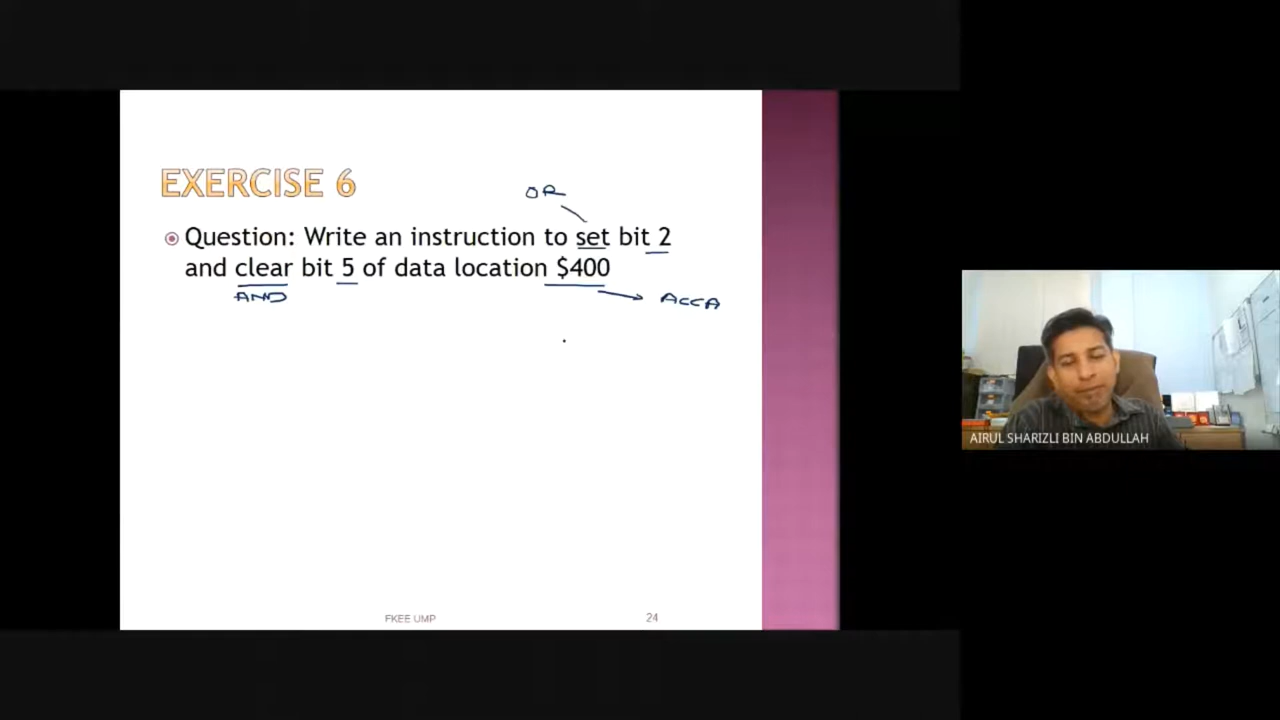 EXERCISE 6
OR
Question: Write an instruction to set bit 2
and clear bit 5 of data location $400
AND
ACCA
AIRUL SHARIZLI BIN ABDULLAH
FKEE UMP
24